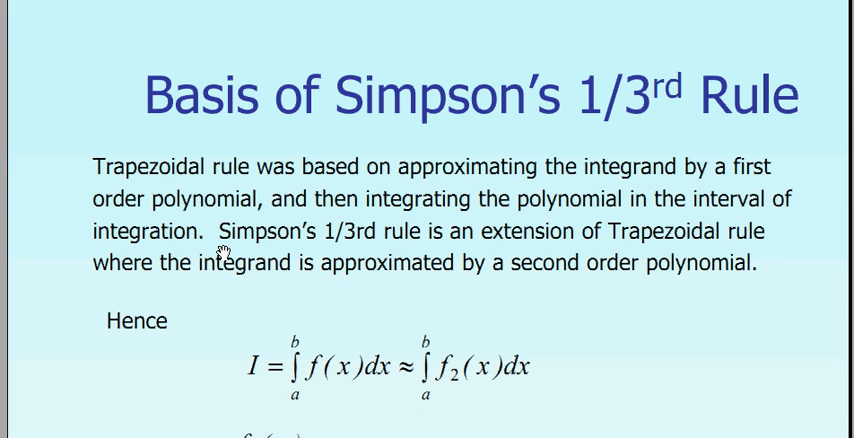 Basis of Simpson’s 1/3rd Rule
Trapezoidal rule was based on approximating the integrand by a first
order polynomial, and then integrating the polynomial in the interval of
integration.  Simpson’s 1/3rd rule is an extension of Trapezoidal rule
where the integrand is approximated by a second order polynomial.
Hence
I = ∫_a^b f(x)dx ≈ ∫_a^b f₂(x)dx